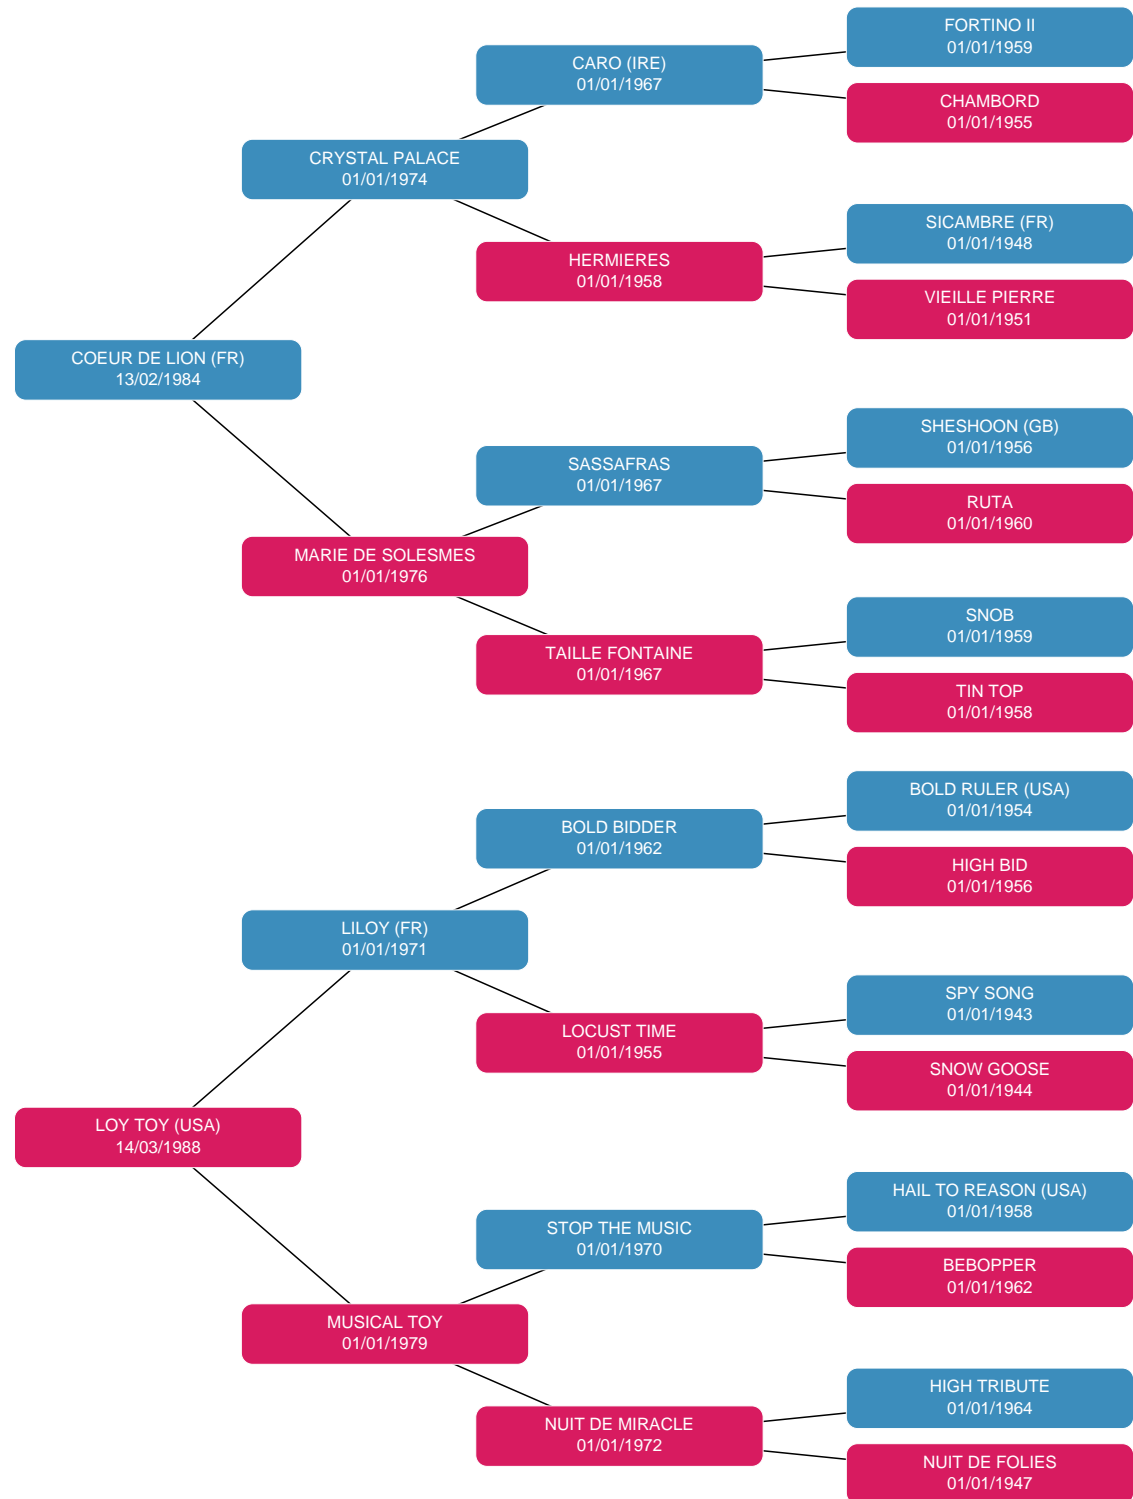 FORTINO II
01/01/1959
CARO (IRE)
01/01/1967
CHAMBORD
01/01/1955
CRYSTAL PALACE
01/01/1974
SICAMBRE (FR)
01/01/1948
HERMIERES
01/01/1958
VIEILLE PIERRE
01/01/1951
COEUR DE LION (FR)
13/02/1984
SHESHOON (GB)
01/01/1956
SASSAFRAS
01/01/1967
RUTA
01/01/1960
MARIE DE SOLESMES
01/01/1976
SNOB
01/01/1959
TAILLE FONTAINE
01/01/1967
TIN TOP
01/01/1958
BOLD RULER (USA)
01/01/1954
BOLD BIDDER
01/01/1962
HIGH BID
01/01/1956
LILOY (FR)
01/01/1971
SPY SONG
01/01/1943
LOCUST TIME
01/01/1955
SNOW GOOSE
01/01/1944
LOY TOY (USA)
14/03/1988
HAIL TO REASON (USA)
01/01/1958
STOP THE MUSIC
01/01/1970
BEBOPPER
01/01/1962
MUSICAL TOY
01/01/1979
HIGH TRIBUTE
01/01/1964
NUIT DE MIRACLE
01/01/1972
NUIT DE FOLIES
01/01/1947